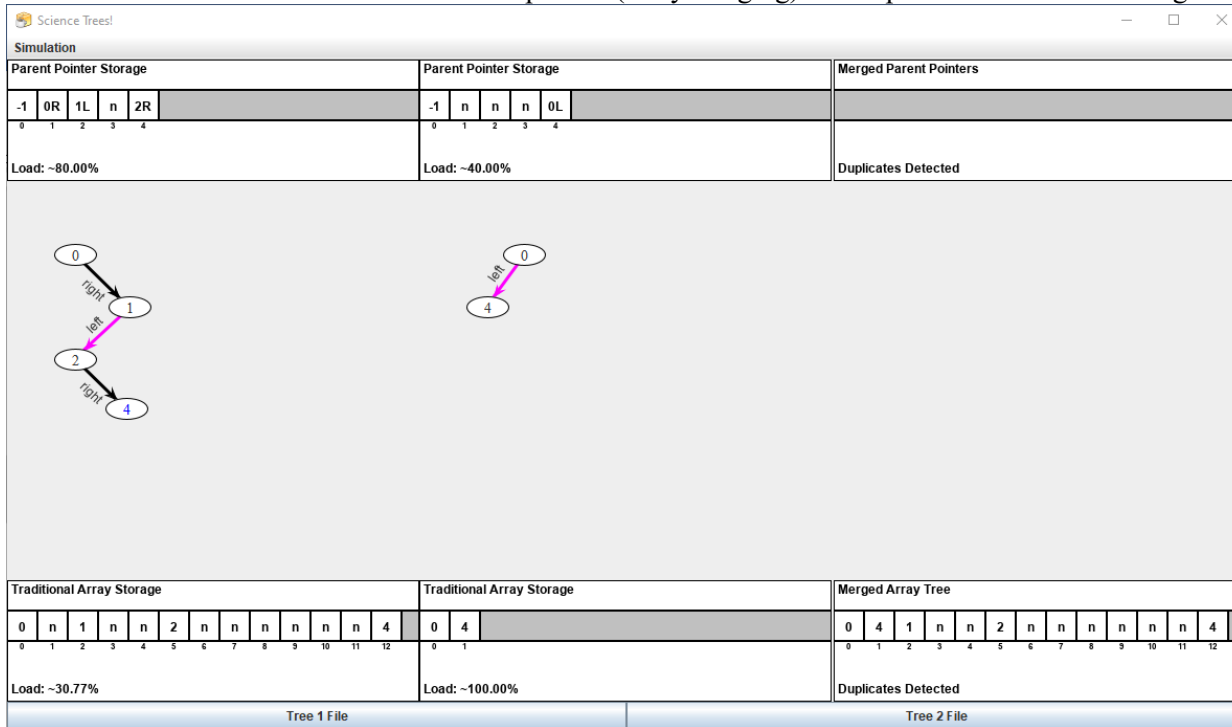 Science Trees!
Simulation
Parent Pointer Storage
-1 0R 1L n 2R
0 1 2 3 4
Load: ~80.00%
Parent Pointer Storage
-1 n n n 0L
0 1 2 3 4
Load: ~40.00%
Merged Parent Pointers
Duplicates Detected
0
right
1
left
2
right
4
0
left
4
Traditional Array Storage
0 n 1 n n 2 n n n n n n 4
0 1 2 3 4 5 6 7 8 9 10 11 12
Load: ~30.77%
Traditional Array Storage
0 4
0 1
Load: ~100.00%
Merged Array Tree
0 4 1 n n 2 n n n n n n 4
0 1 2 3 4 5 6 7 8 9 10 11 12
Duplicates Detected
Tree 1 File
Tree 2 File